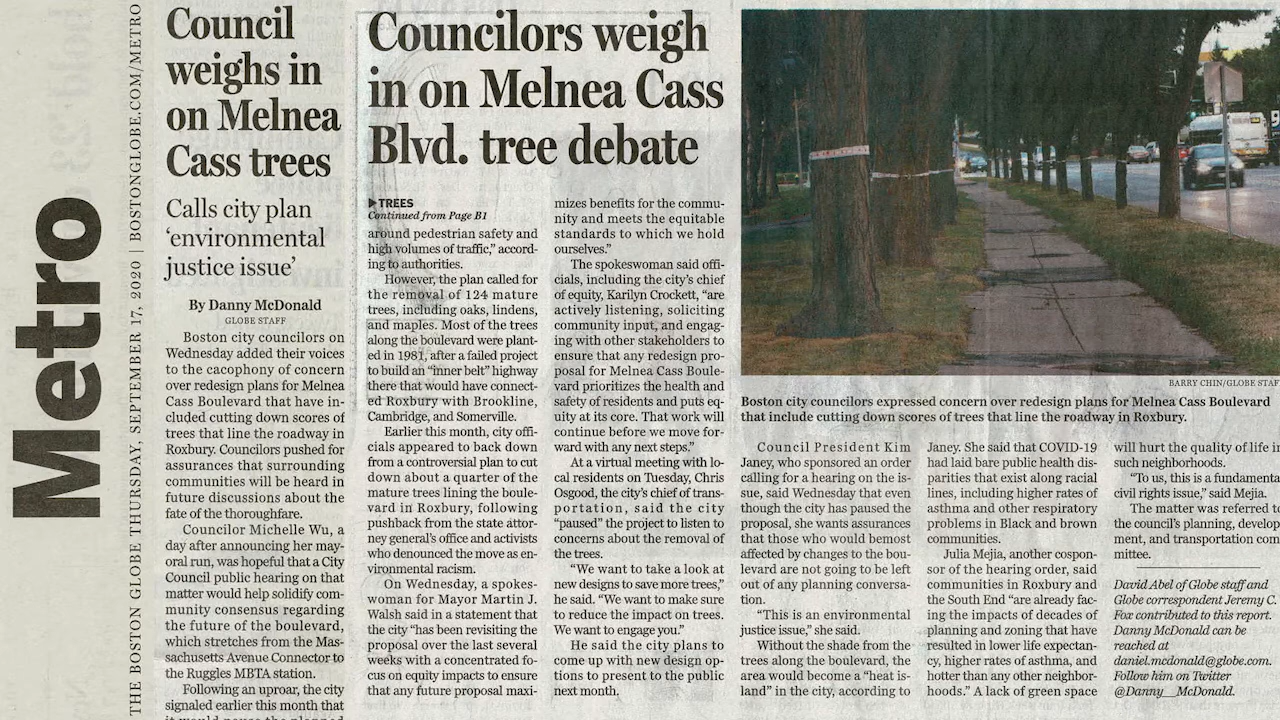 Metro
THE BOSTON GLOBE THURSDAY, SEPTEMBER 17, 2020 | BOSTONGLOBE.COM/METRO
Council
weighs in
on Melnea
Cass trees
Calls city plan
‘environmental
justice issue’
By Danny McDonald
GLOBE STAFF
Boston city councilors on
Wednesday added their voices
to the cacophony of concern
over redesign plans for Melnea
Cass Boulevard that have in-
cluded cutting down scores of
trees that line the roadway in
Roxbury. Councilors pushed for
assurances that surrounding
communities will be heard in
future discussions about the
fate of the thoroughfare.
Councilor Michelle Wu, a
day after announcing her may-
oral run, was hopeful that a City
Council public hearing on that
matter would help solidify com-
munity consensus regarding
the future of the boulevard,
which stretches from the Mas-
sachusetts Avenue Connector to
the Ruggles MBTA station.
Following an uproar, the city
signaled earlier this month that
it would pause the planned
Councilors weigh
in on Melnea Cass
Blvd. tree debate
▶TREES
Continued from Page B1
around pedestrian safety and
high volumes of traffic,” accord-
ing to authorities.
However, the plan called for
the removal of 124 mature
trees, including oaks, lindens,
and maples. Most of the trees
along the boulevard were plant-
ed in 1981, after a failed project
to build an “inner belt” highway
there that would have connect-
ed Roxbury with Brookline,
Cambridge, and Somerville.
Earlier this month, city offi-
cials appeared to back down
from a controversial plan to cut
down about a quarter of the
mature trees lining the boule-
vard in Roxbury, following
pushback from the state attor-
ney general’s office and activists
who denounced the move as en-
vironmental racism.
On Wednesday, a spokes-
woman for Mayor Martin J.
Walsh said in a statement that
the city “has been revisiting the
proposal over the last several
weeks with a concentrated fo-
cus on equity impacts to ensure
that any future proposal maxi-
mizes benefits for the commu-
nity and meets the equitable
standards to which we hold
ourselves.”
The spokeswoman said offi-
cials, including the city’s chief
of equity, Karilyn Crockett, “are
actively listening, soliciting
community input, and engag-
ing with other stakeholders to
ensure that any redesign pro-
posal for Melnea Cass Boule-
vard prioritizes the health and
safety of residents and puts eq-
uity at its core. That work will
continue before we move for-
ward with any next steps.”
At a virtual meeting with lo-
cal residents on Tuesday, Chris
Osgood, the city’s chief of trans-
portation, said the city
“paused” the project to listen to
concerns about the removal of
the trees.
“We want to take a look at
new designs to save more trees,”
he said. “We want to make sure
to reduce the impact on trees.
We want to engage you.”
He said the city plans to
come up with new design op-
tions to present to the public
next month.
BARRY CHIN/GLOBE STAF
Boston city councilors expressed concern over redesign plans for Melnea Cass Boulevard
that include cutting down scores of trees that line the roadway in Roxbury.
Council President Kim
Janey, who sponsored an order
calling for a hearing on the is-
sue, said Wednesday that even
though the city has paused the
proposal, she wants assurances
that those who would bemost
affected by changes to the bou-
levard are not going to be left
out of any planning conversa-
tion.
“This is an environmental
justice issue,” she said.
Without the shade from the
trees along the boulevard, the
area would become a “heat is-
land” in the city, according to
Janey. She said that COVID-19
had laid bare public health dis-
parities that exist along racial
lines, including higher rates of
asthma and other respiratory
problems in Black and brown
communities.
Julia Mejia, another cospon-
sor of the hearing order, said
communities in Roxbury and
the South End “are already fac-
ing the impacts of decades of
planning and zoning that have
resulted in lower life expectan-
cy, higher rates of asthma, and
hotter than any other neighbor-
hoods.” A lack of green space
will hurt the quality of life i
such neighborhoods.
“To us, this is a fundamenta
civil rights issue,” said Mejia.
The matter was referred t
the council’s planning, develop
ment, and transportation com
mittee.
David Abel of Globe staff and
Globe correspondent Jeremy C.
Fox contributed to this report.
Danny McDonald can be
reached at
daniel.mcdonald@globe.com.
Follow him on Twitter
@Danny__McDonald.